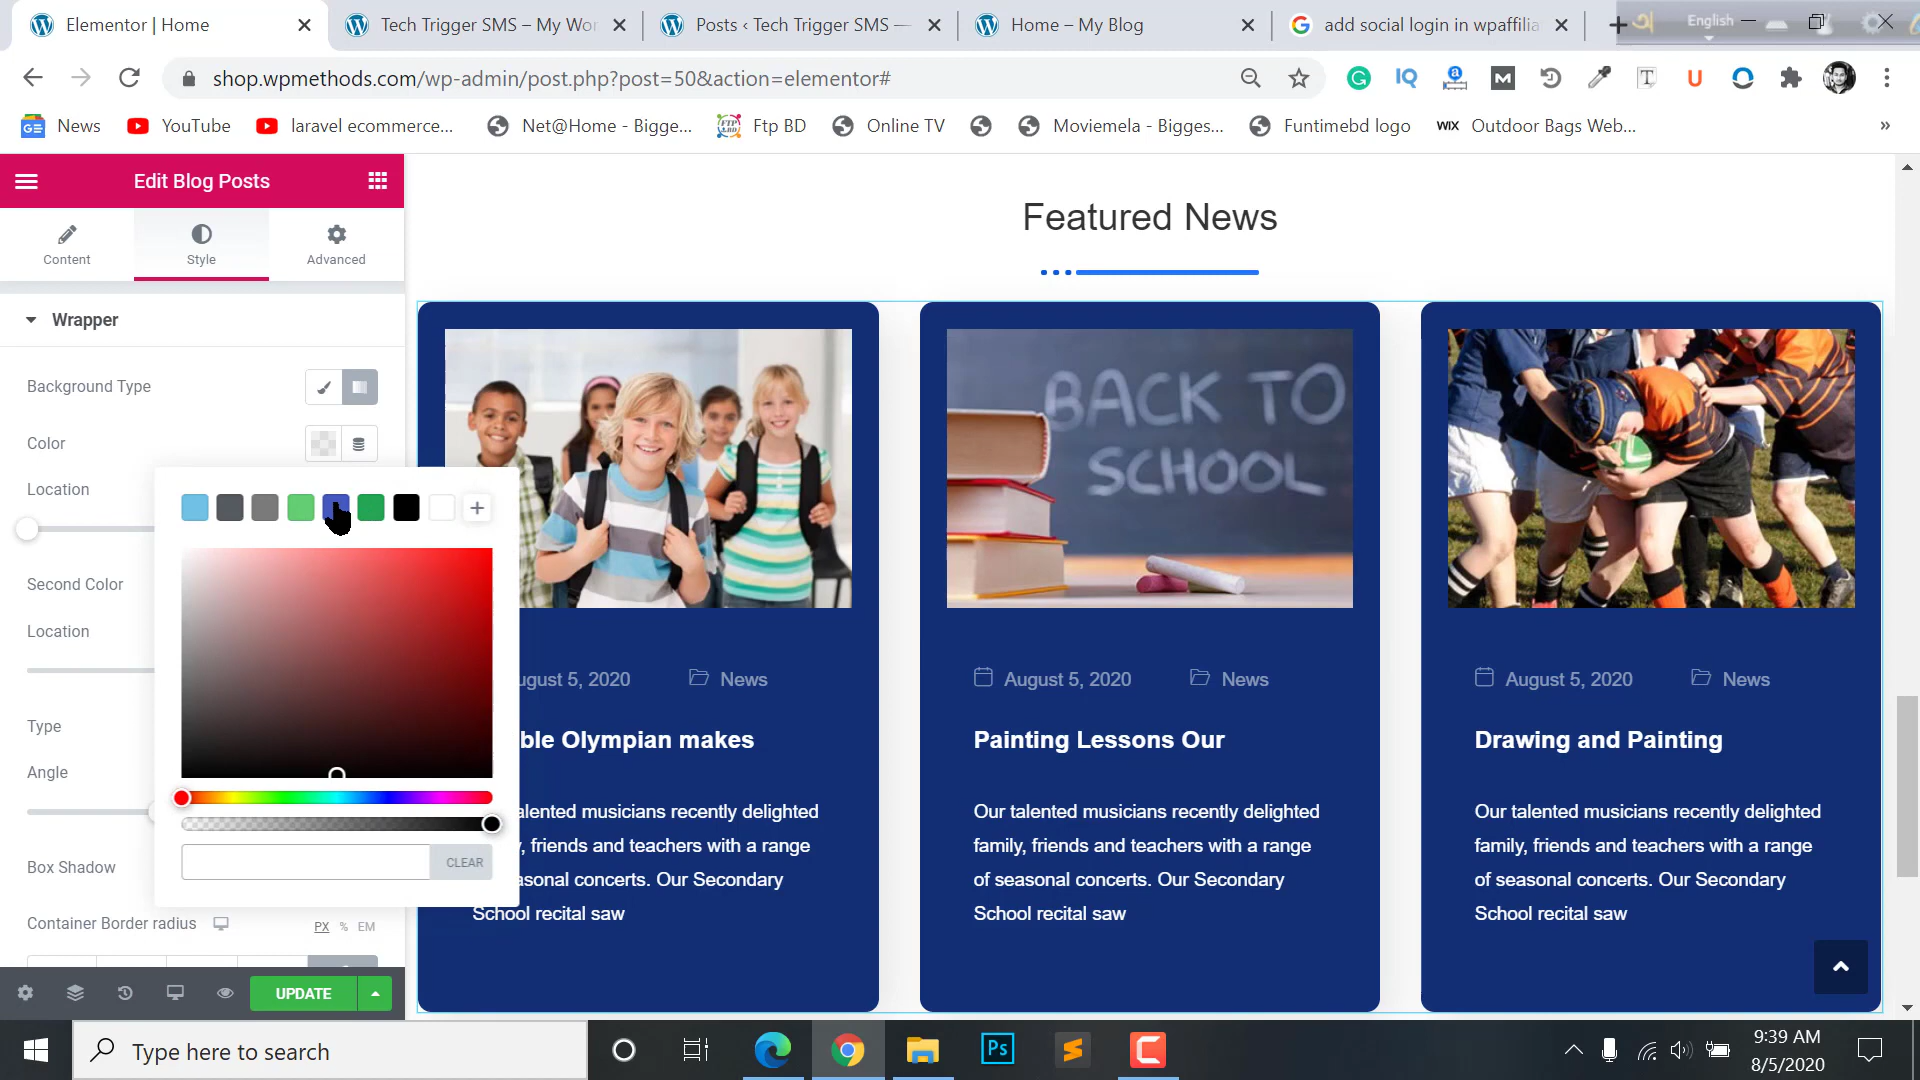 Elementor | Home
Tech Trigger SMS – My Wor
Posts ‹ Tech Trigger SMS —
Home – My Blog
add social login in wpaffilia
English
shop.wpmethods.com/wp-admin/post.php?post=50&action=elementor#
News
YouTube
laravel ecommerce...
Net@Home - Bigge...
Ftp BD
Online TV
Moviemela - Bigges...
Funtimebd logo
WIX
Outdoor Bags Web...
Edit Blog Posts
Content
Style
Advanced
Wrapper
Background Type
Color
Location
Second Color
Location
Type
Angle
CLEAR
Box Shadow
Container Border radius
PX % EM
UPDATE
Featured News
BACK TO
SCHOOL
ugust 5, 2020
News
ble Olympian makes
alented musicians recently delighted
y, friends and teachers with a range
asonal concerts. Our Secondary
School recital saw
August 5, 2020
News
Painting Lessons Our
Our talented musicians recently delighted
family, friends and teachers with a range
of seasonal concerts. Our Secondary
School recital saw
August 5, 2020
News
Drawing and Painting
Our talented musicians recently delighted
family, friends and teachers with a range
of seasonal concerts. Our Secondary
School recital saw
Type here to search
Ps
9:39 AM
8/5/2020